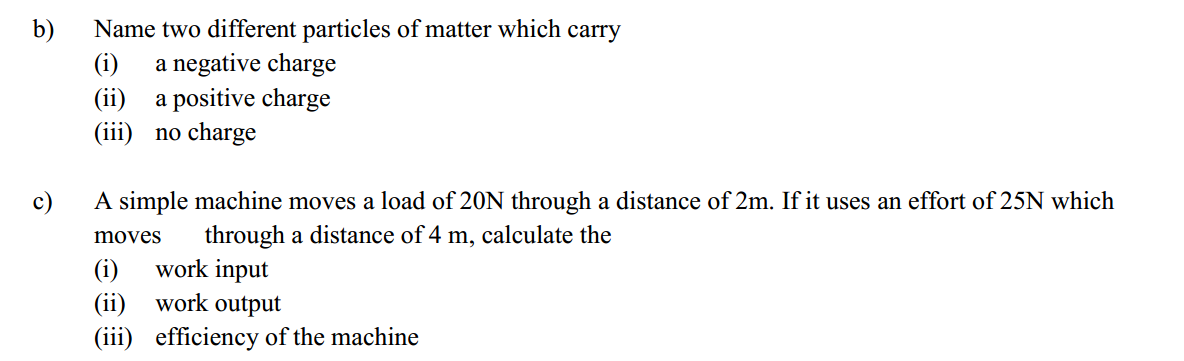 b) Name two different particles of matter which carry
(i) a negative charge
(ii) a positive charge
(iii) no charge
c) A simple machine moves a load of 20N through a distance of 2m. If it uses an effort of 25N which
moves through a distance of 4 m, calculate the
(i) work input
(ii) work output
(iii) efficiency of the machine